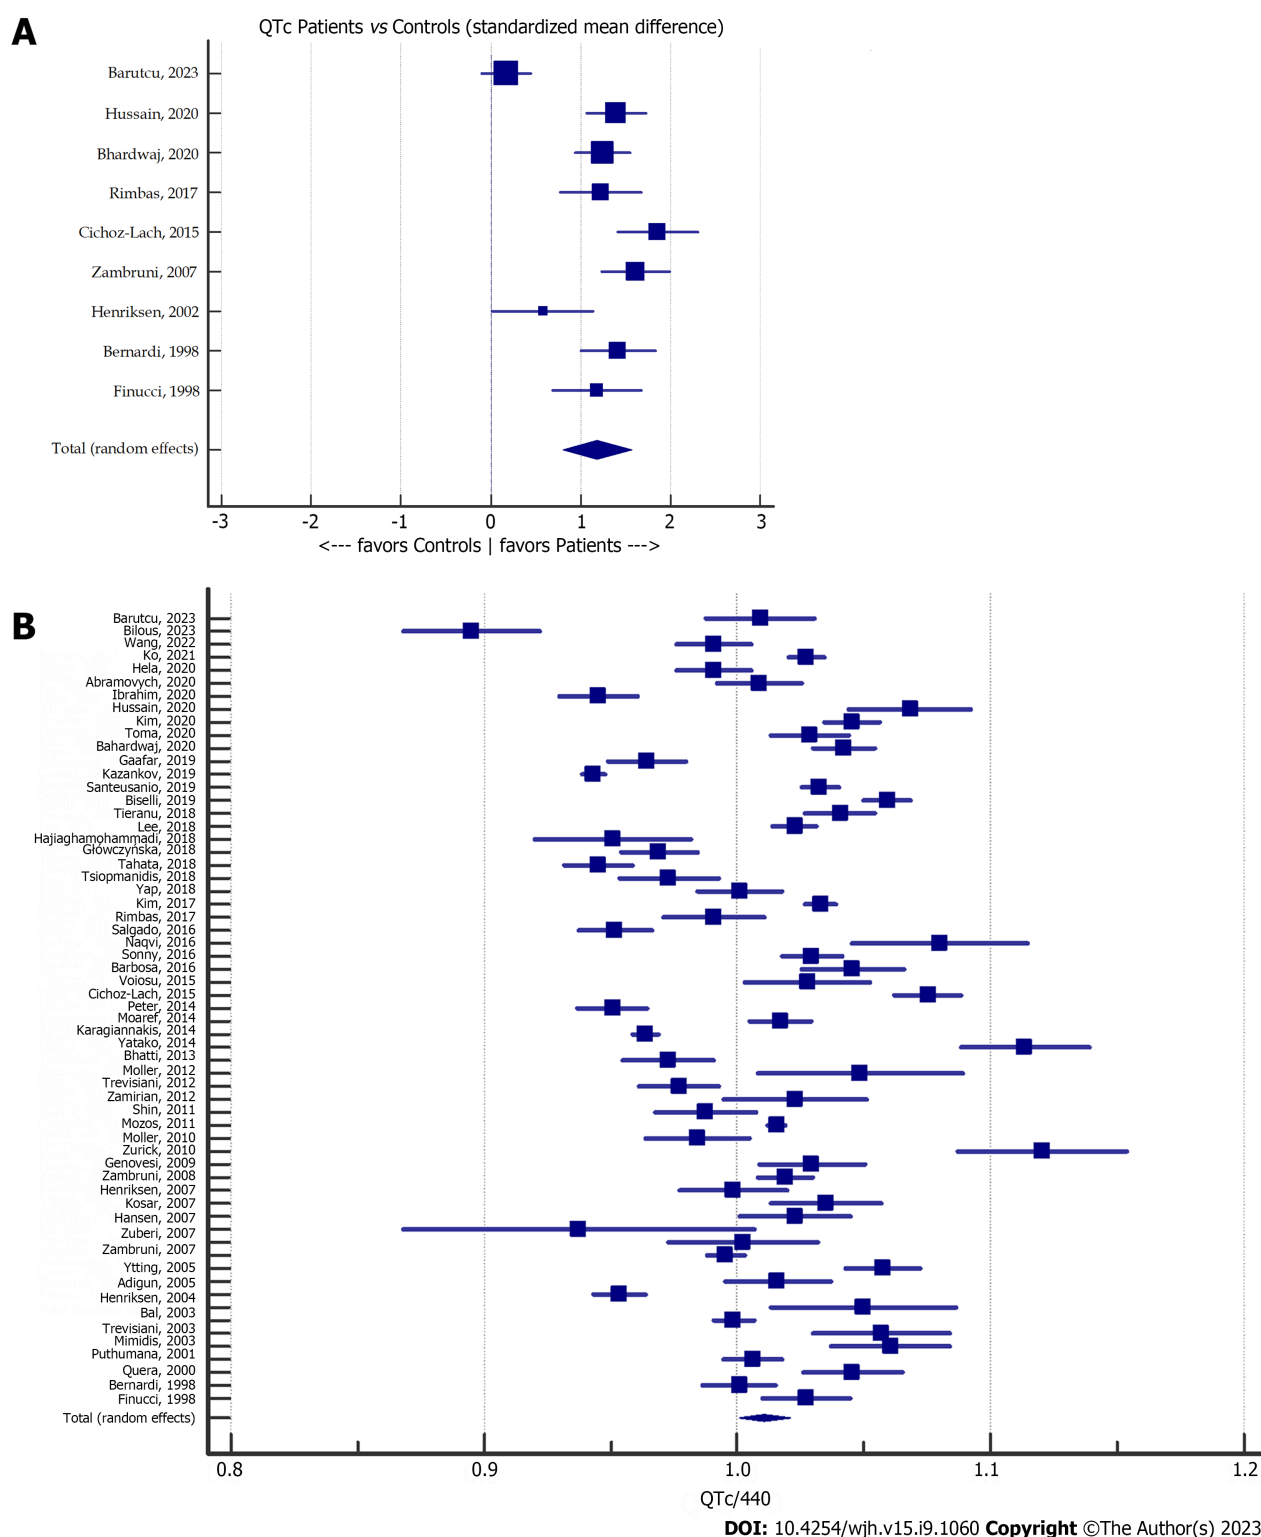 A
QTc Patients vs Controls (standardized mean difference)
Barutcu, 2023
Hussain, 2020
Bhardwaj, 2020
Rimbas, 2017
Cichoz-Lach, 2015
Zambruni, 2007
Henriksen, 2002
Bernardi, 1998
Finucci, 1998
Total (random effects)
-3 -2 -1 0 1 2 3
<--- favors Controls | favors Patients --->
B
Barutcu, 2023
Bilous, 2023
Wang, 2022
Ko, 2021
Hela, 2020
Abramovych, 2020
Ibrahim, 2020
Hussain, 2020
Kim, 2020
Toma, 2020
Bahardwaj, 2020
Gaafar, 2019
Kazankov, 2019
Santeusanio, 2019
Biselli, 2019
Tieranu, 2018
Lee, 2018
Hajiaghamohammadi, 2018
Główczyńska, 2018
Tahata, 2018
Tsiopmanidis, 2018
Yap, 2018
Kim, 2017
Rimbas, 2017
Salgado, 2016
Naqvi, 2016
Sonny, 2016
Barbosa, 2016
Voiosu, 2015
Cichoz-Lach, 2015
Peter, 2014
Moaref, 2014
Karagiannakis, 2014
Yatako, 2014
Bhatti, 2013
Moller, 2012
Trevisiani, 2012
Zamirian, 2012
Shin, 2011
Mozos, 2011
Moller, 2010
Zurick, 2010
Genovesi, 2009
Zambruni, 2008
Henriksen, 2007
Kosar, 2007
Hansen, 2007
Zuberi, 2007
Zambruni, 2007
Ytting, 2005
Adigun, 2005
Henriksen, 2004
Bal, 2003
Trevisiani, 2003
Mimidis, 2003
Puthumana, 2001
Quera, 2000
Bernardi, 1998
Finucci, 1998
Total (random effects)
0.8 0.9 1.0 1.1 1.2
QTc/440
DOI: 10.4254/wjh.v15.i9.1060 Copyright ©The Author(s) 2023